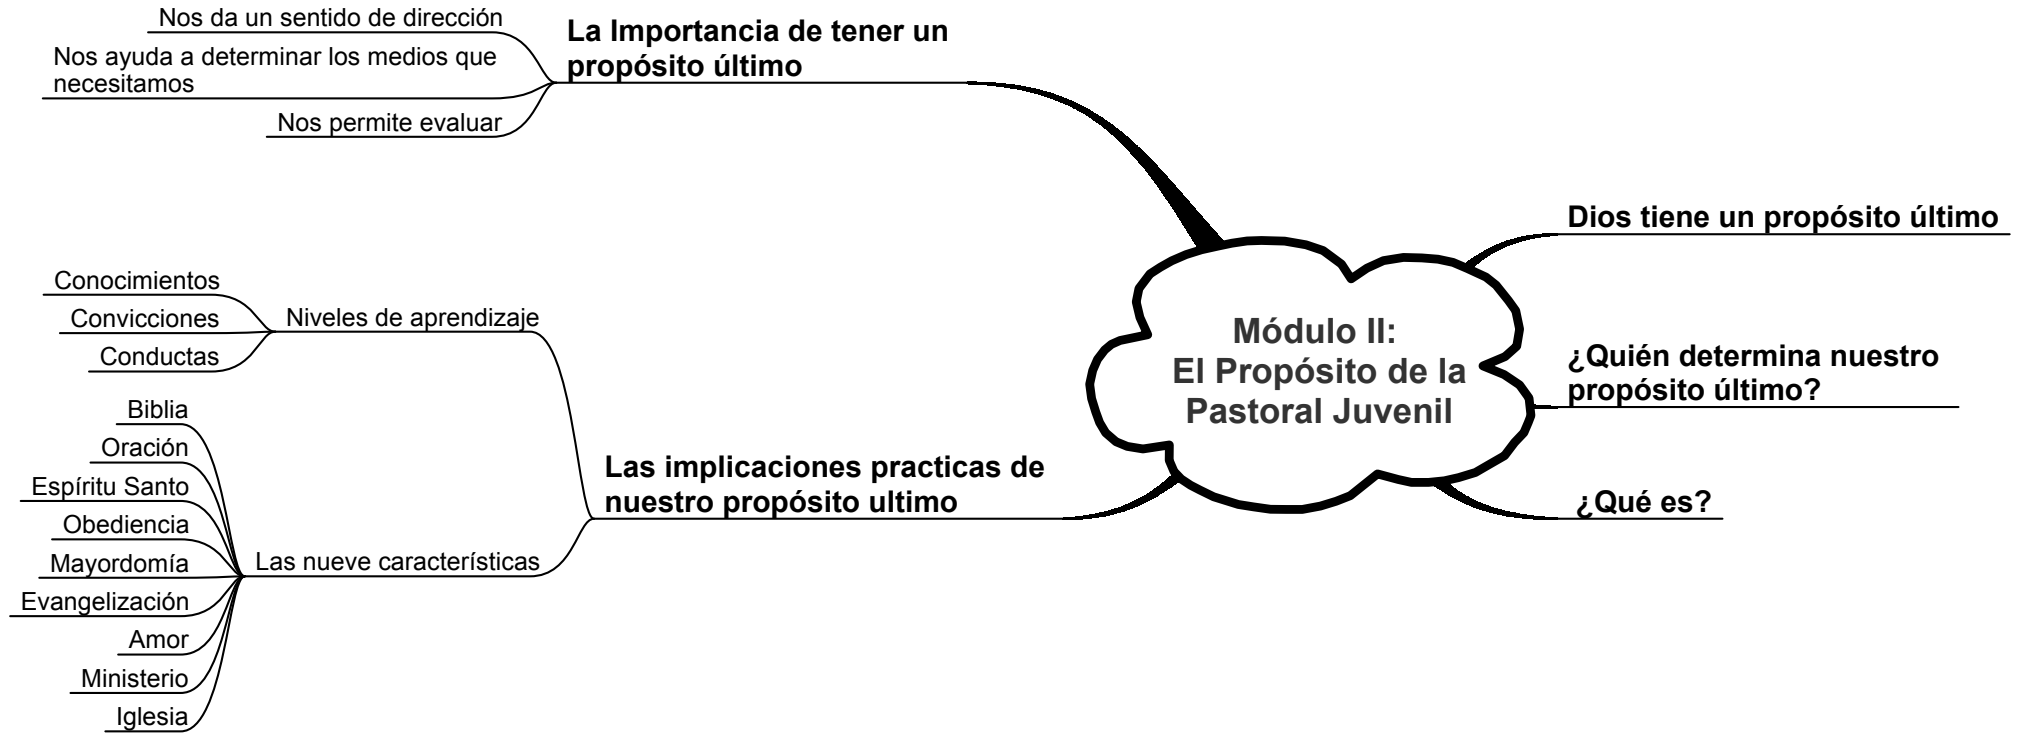 Nos da un sentido de dirección
Nos ayuda a determinar los medios que
necesitamos
Nos permite evaluar
La Importancia de tener un
propósito último
Conocimientos
Convicciones
Conductas
Niveles de aprendizaje
Biblia
Oración
Espíritu Santo
Obediencia
Mayordomía
Evangelización
Amor
Ministerio
Iglesia
Las nueve características
Las implicaciones practicas de
nuestro propósito ultimo
Módulo II:
El Propósito de la
Pastoral Juvenil
Dios tiene un propósito último
¿Quién determina nuestro
propósito último?
¿Qué es?